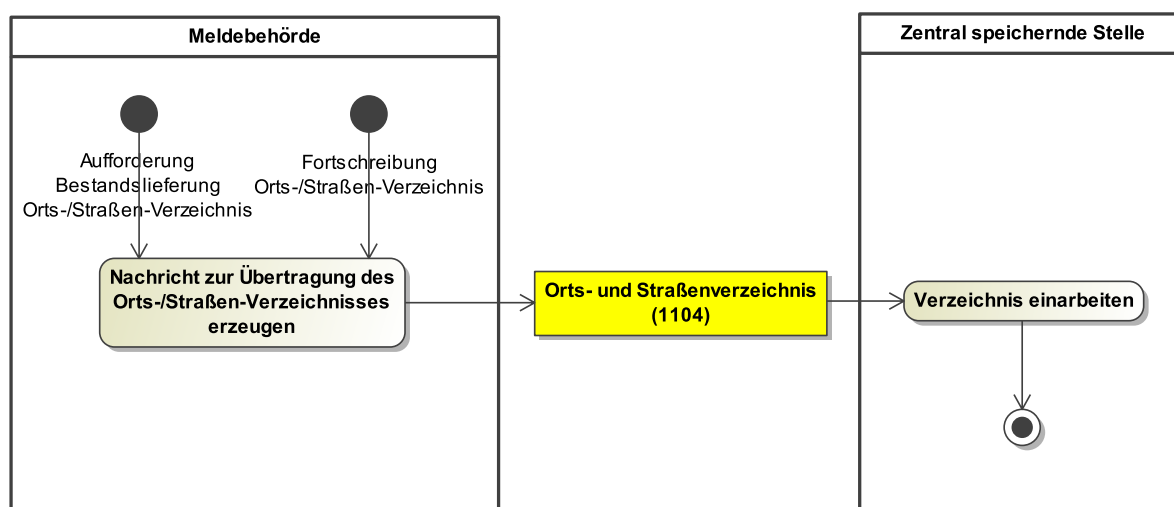 Meldebehörde
Zentral speichernde Stelle
Aufforderung
Bestandslieferung
Orts-/Straßen-Verzeichnis
Fortschreibung
Orts-/Straßen-Verzeichnis
Nachricht zur Übertragung des
Orts-/Straßen-Verzeichnisses
erzeugen
Orts- und Straßenverzeichnis
(1104)
Verzeichnis einarbeiten